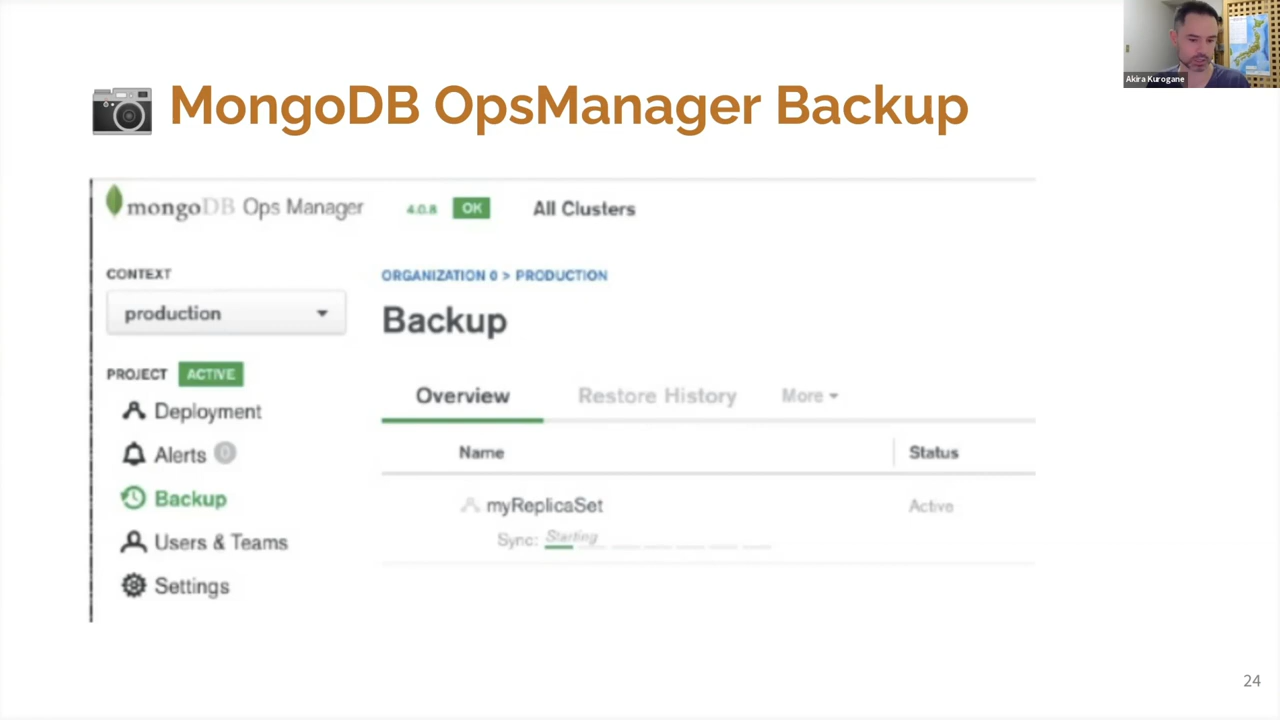 Akira Kurogane
MongoDB OpsManager Backup
mongoDB Ops Manager 4.0.8 OK All Clusters
CONTEXT
production
PROJECT ACTIVE
Deployment
Alerts 0
Backup
Users & Teams
Settings
ORGANIZATION 0 > PRODUCTION
Backup
Overview Restore History More
Name Status
myReplicaSet Active
Sync: Starting
24